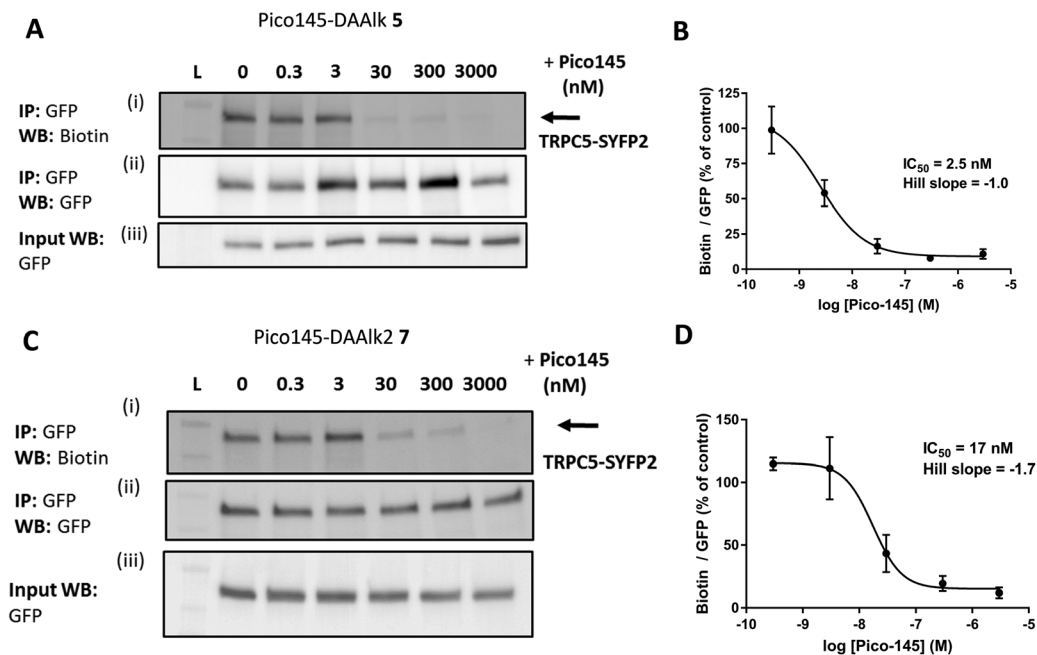 A
Pico145-DAAlk 5
L 0 0.3 3 30 300 3000
+ Pico145
(nM)
(i)
IP: GFP
WB: Biotin
TRPC5-SYFP2
(ii)
IP: GFP
WB: GFP
Input WB:
(iii)
GFP
B
125
100
75
50
25
0
Biotin / GFP (% of control)
IC50 = 2.5 nM
Hill slope = -1.0
-10 -9 -8 -7 -6 -5
log [Pico-145] (M)
C
Pico145-DAAlk2 7
+ Pico145
(nM)
L 0 0.3 3 30 300 3000
(i)
IP: GFP
WB: Biotin
TRPC5-SYFP2
(ii)
IP: GFP
WB: GFP
(iii)
Input WB:
GFP
D
150
100
50
0
Biotin / GFP (% of control)
IC50 = 17 nM
Hill slope = -1.7
-10 -9 -8 -7 -6 -5
log [Pico-145] (M)